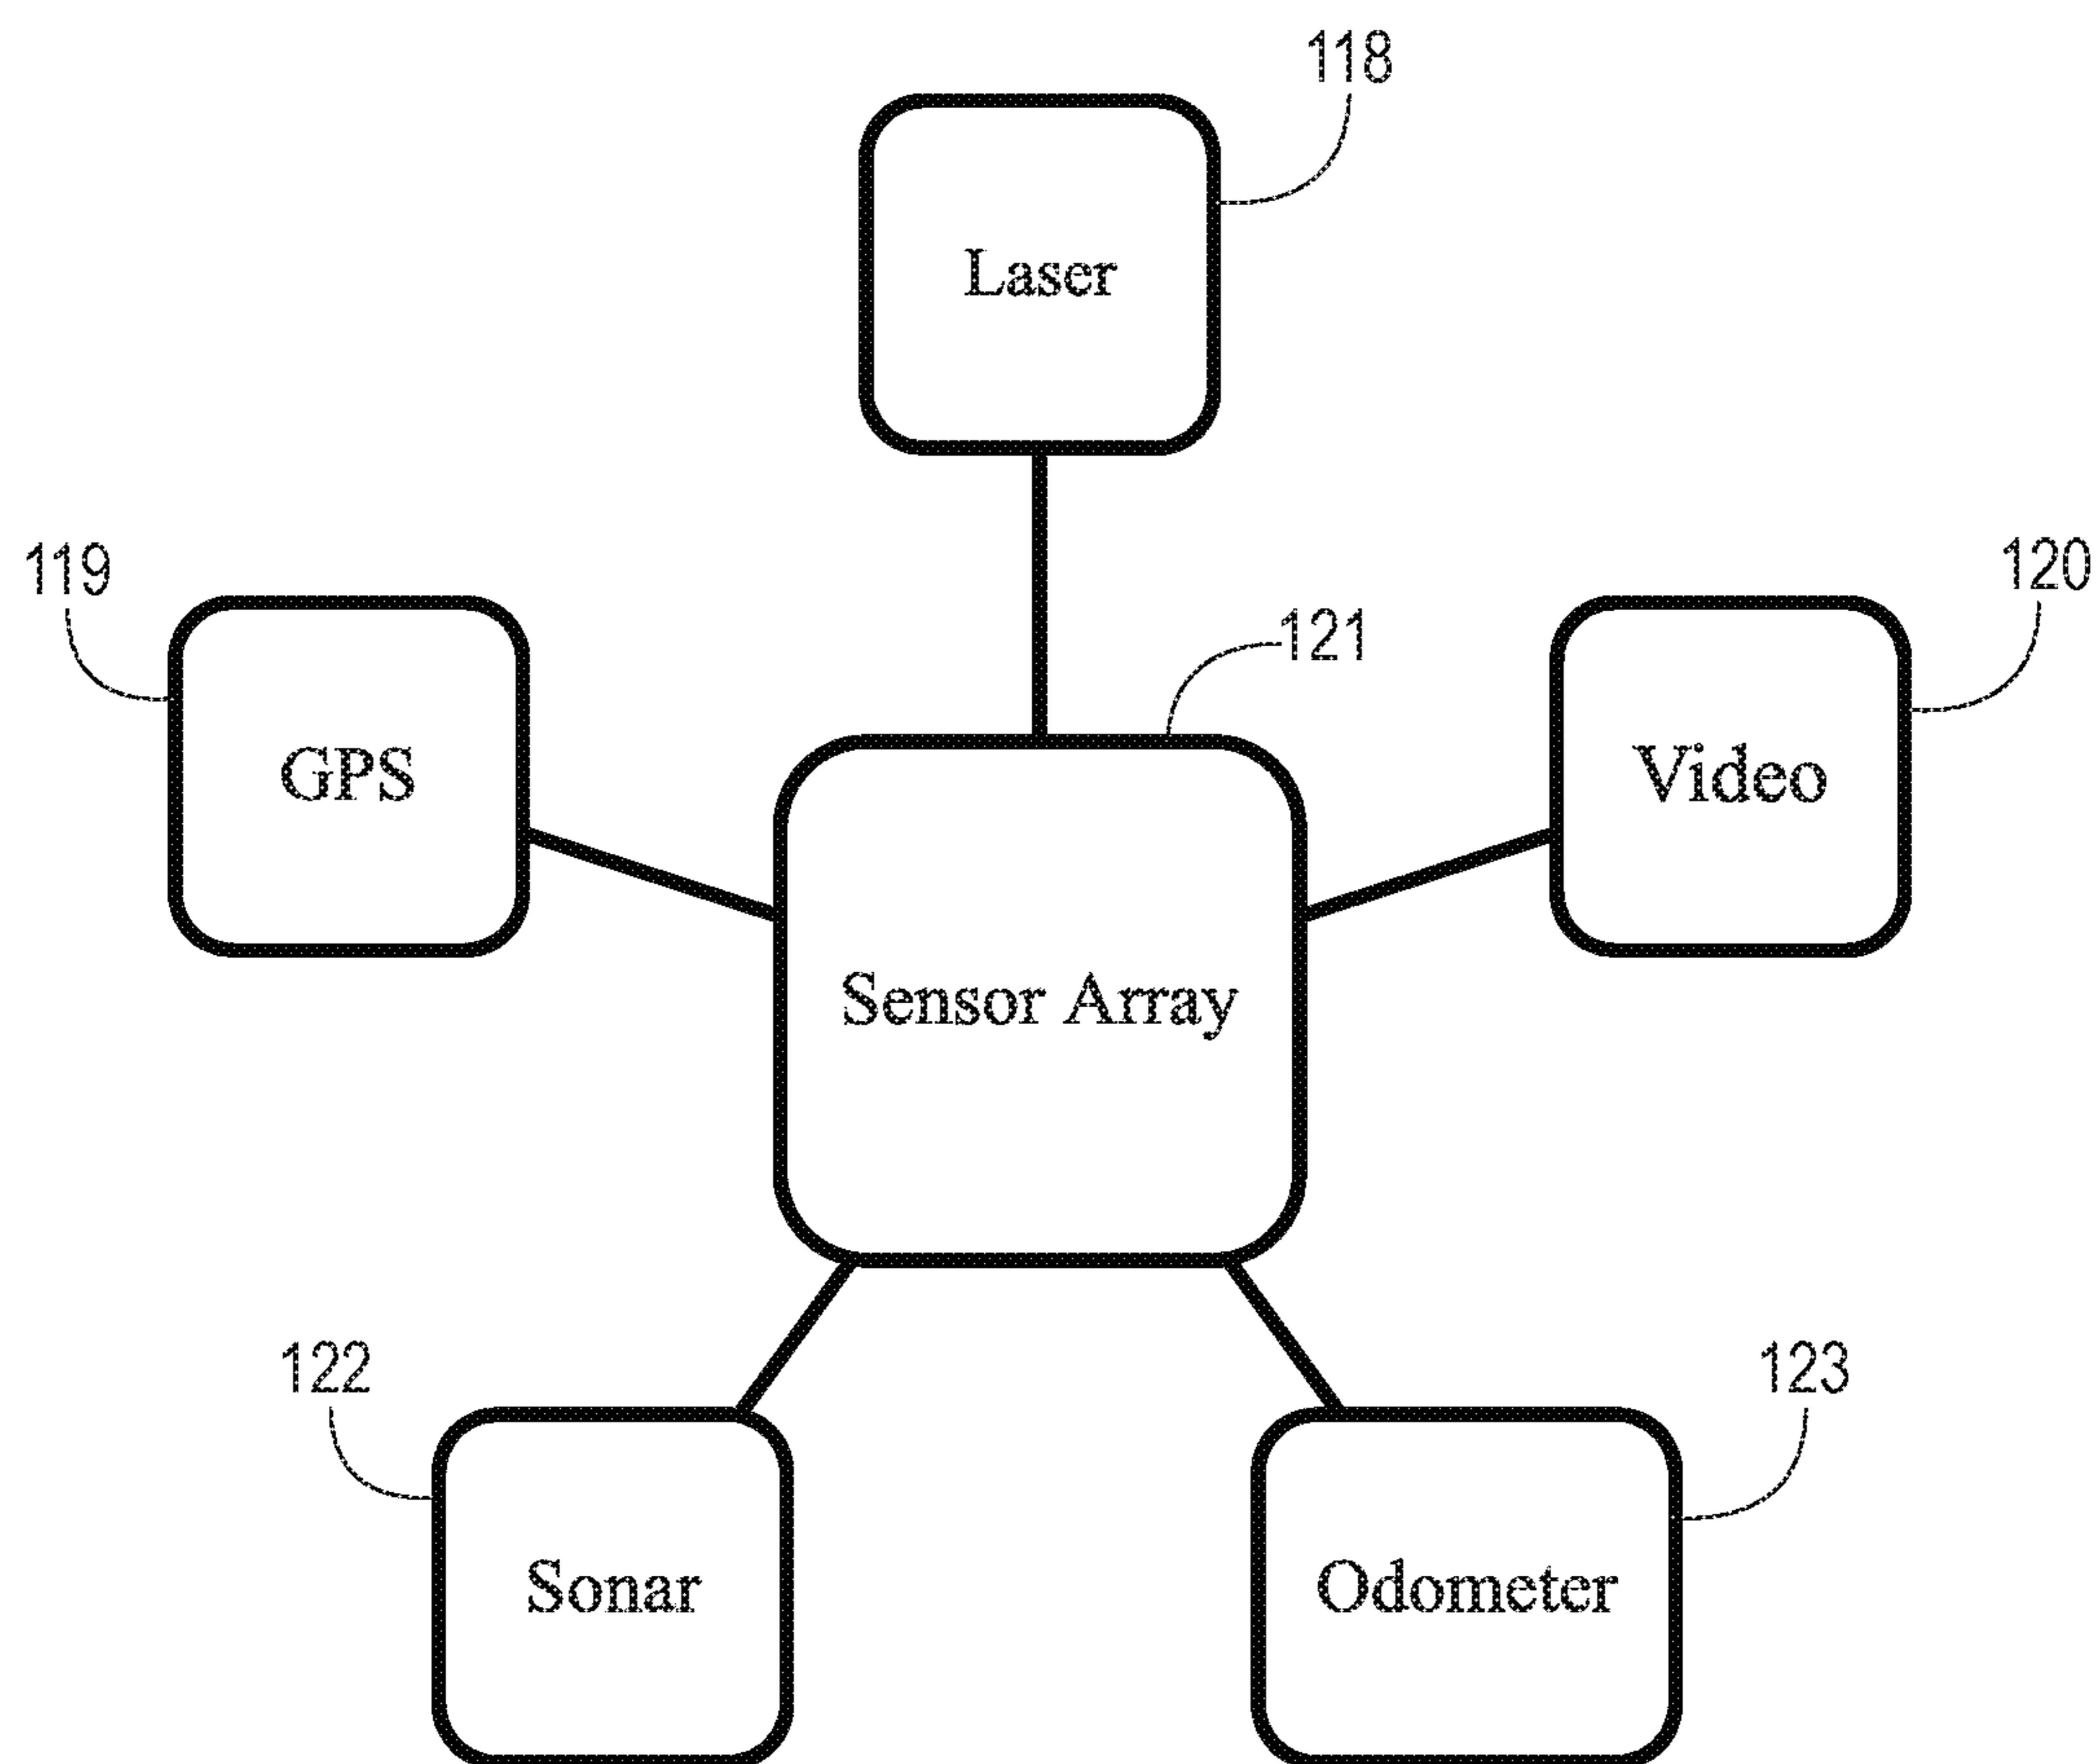 118
Laser
119
120
121
GPS
Video
Sensor Array
122
123
Sonar
Odometer